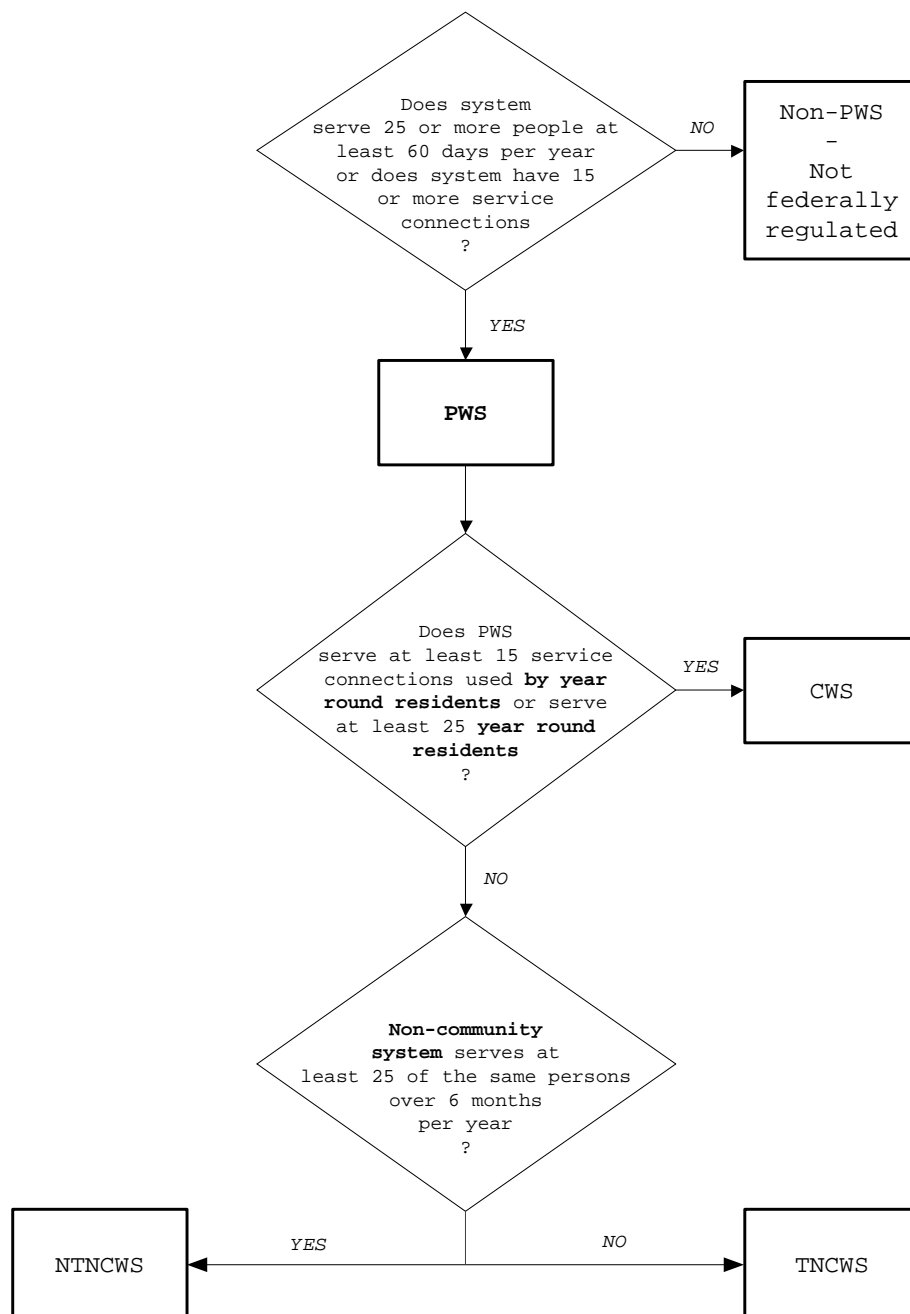 Does system
serve 25 or more people at
least 60 days per year
or does system have 15
or more service
connections
?
NO
Non-PWS
-
Not
federally
regulated
YES
PWS
Does PWS
serve at least 15 service
connections used by year
round residents or serve
at least 25 year round
residents
?
YES
CWS
NO
Non-community
system serves at
least 25 of the same persons
over 6 months
per year
?
NTNCWS
YES
NO
TNCWS